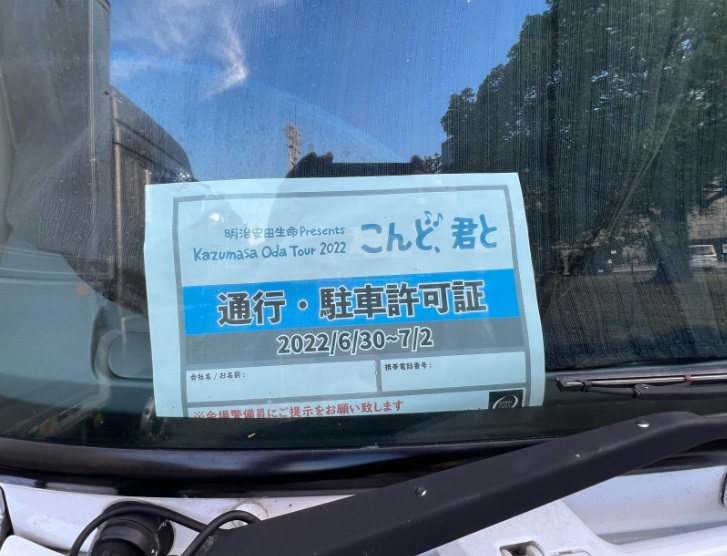 明治安田生命Presents
Kazumasa Oda Tour 2022
こんど、君と
通行・駐車許可証
2022/6/30~7/2
会社名/お名前：
携帯電話番号：
※会場警備員にご提示をお願い致します